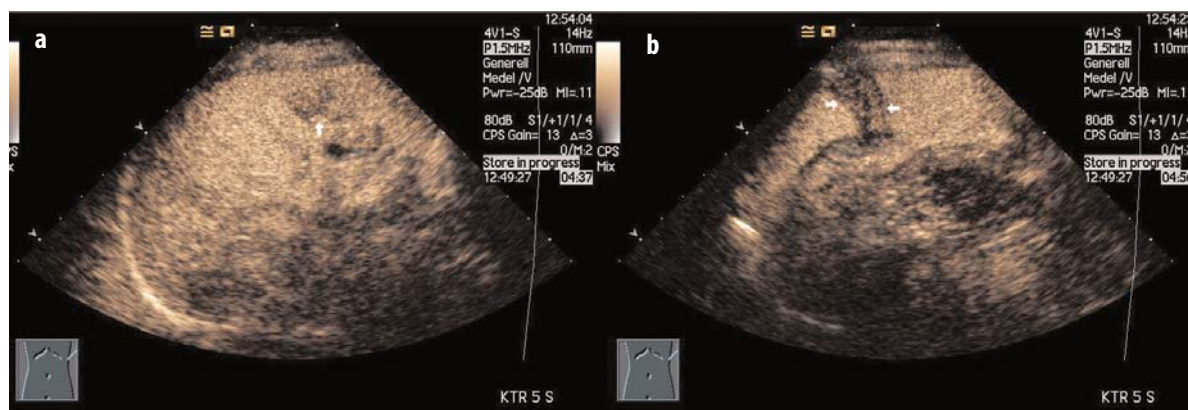 a
12:54:04
4V1-S 14Hz
P1.5MHz 110mm
Generell
Medel /V
Pwr=-25dB MI=.11
80dB S1/+1/1/ 4
CPS Gain= 13 Δ=3
0/M:2
Store in progress
12:49:27 04:37
KTR 5 S
b
12:54:23
4V1-S 14Hz
P1.5MHz 110mm
Generell
Medel /V
Pwr=-25dB MI=.1
80dB S1/+1/1/ 4
CPS Gain= 13 Δ=3
CPS
Mix
Store in progress
12:49:27 04:56
KTR 5 S